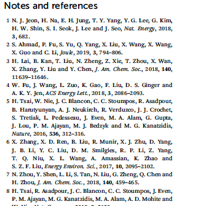 Notes and references
1 N. J. Jeon, H. Na, E. H. Jung, T. Y. Yang, Y. G. Lee, G. Kim,
H. W. Shin, S. I. Seok, J. Lee and J. Seo, Nat. Energy, 2018,
3, 682.
2 S. Ahmad, P. Fu, S. Yu, Q. Yang, X. Liu, X. Wang, X. Wang,
X. Guo and C. Li, Joule, 2019, 3, 794–806.
3 H. Lai, B. Kan, T. Liu, N. Zheng, Z. Xie, T. Zhou, X. Wan,
X. Zhang, Y. Liu and Y. Chen, J. Am. Chem. Soc., 2018, 140,
11639–11646.
4 W. Fu, J. Wang, L. Zuo, K. Gao, F. Liu, D. S. Ginger and
A. K. Y. Jen, ACS Energy Lett., 2018, 3, 2086–2093.
5 H. Tsai, W. Nie, J. C. Blancon, C. C. Stoumpos, R. Asadpour,
B. Harutyunyan, A. J. Neukirch, R. Verduzco, J. J. Crochet,
S. Tretiak, L. Pedesseau, J. Even, M. A. Alam, G. Gupta,
J. Lou, P. M. Ajayan, M. J. Bedzyk and M. G. Kanatzidis,
Nature, 2016, 536, 312–316.
6 X. Zhang, X. D. Ren, B. Liu, R. Munir, X. J. Zhu, D. Yang,
J. B. Li, Y. C. Liu, D. M. Smilgies, R. P. Li, Z. Yang,
T. Q. Niu, X. L. Wang, A. Amassian, K. Zhao and
S. Z. F. Liu, Energy Environ. Sci., 2017, 10, 2095–2102.
7 N. Zhou, Y. Shen, L. Li, S. Tan, N. Liu, G. Zheng, Q. Chen and
H. Zhou, J. Am. Chem. Soc., 2018, 140, 459–465.
8 H. Tsai, R. Asadpour, J. C. Blancon, C. C. Stoumpos, J. Even,
P. M. Ajayan, M. G. Kanatzidis, M. A. Alam, A. D. Mohite and